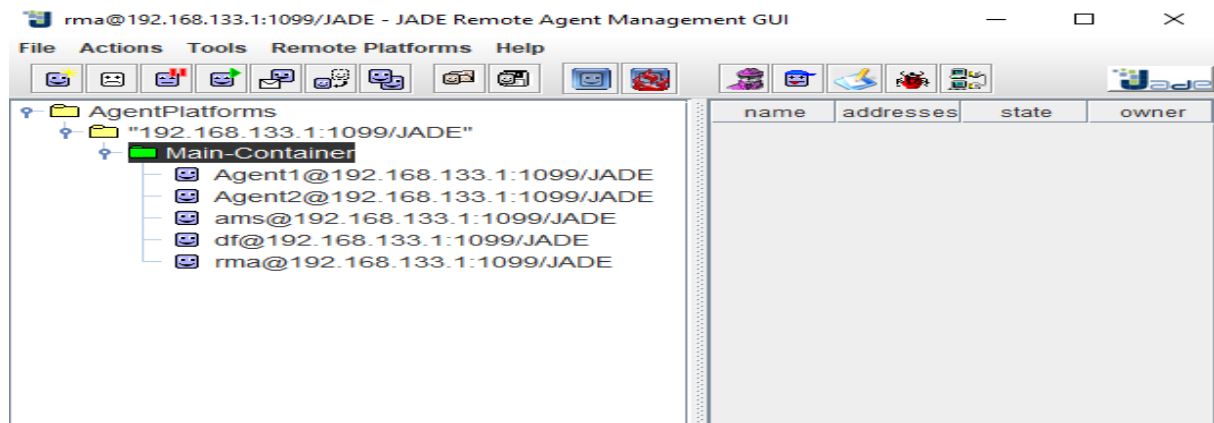 rma@192.168.133.1:1099/JADE - JADE Remote Agent Management GUI
File Actions Tools Remote Platforms Help
Jade
AgentPlatforms
"192.168.133.1:1099/JADE"
Main-Container
Agent1@192.168.133.1:1099/JADE
Agent2@192.168.133.1:1099/JADE
ams@192.168.133.1:1099/JADE
df@192.168.133.1:1099/JADE
rma@192.168.133.1:1099/JADE
name addresses state owner